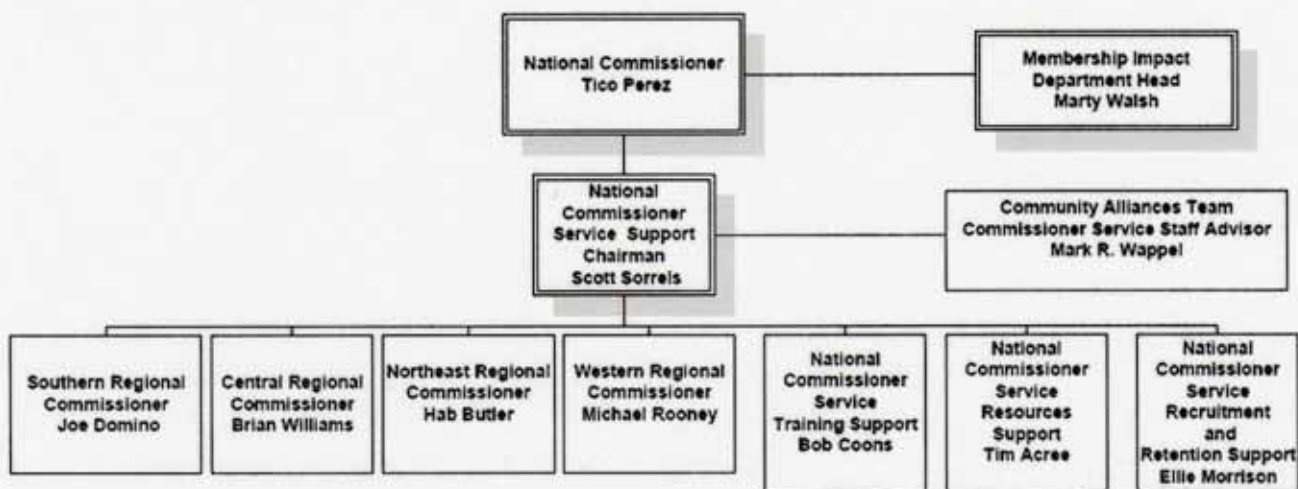 National Commissioner
Tico Perez
Membership Impact
Department Head
Marty Walsh
National
Commissioner
Service Support
Chairman
Scott Sorrels
Community Alliances Team
Commissioner Service Staff Advisor
Mark R. Wappel
Southern Regional
Commissioner
Joe Domino
Central Regional
Commissioner
Brian Williams
Northeast Regional
Commissioner
Hab Butler
Western Regional
Commissioner
Michael Rooney
National
Commissioner
Service
Training Support
Bob Coons
National
Commissioner
Service
Resources
Support
Tim Acree
National
Commissioner
Service
Recruitment
and
Retention Support
Ellie Morrison